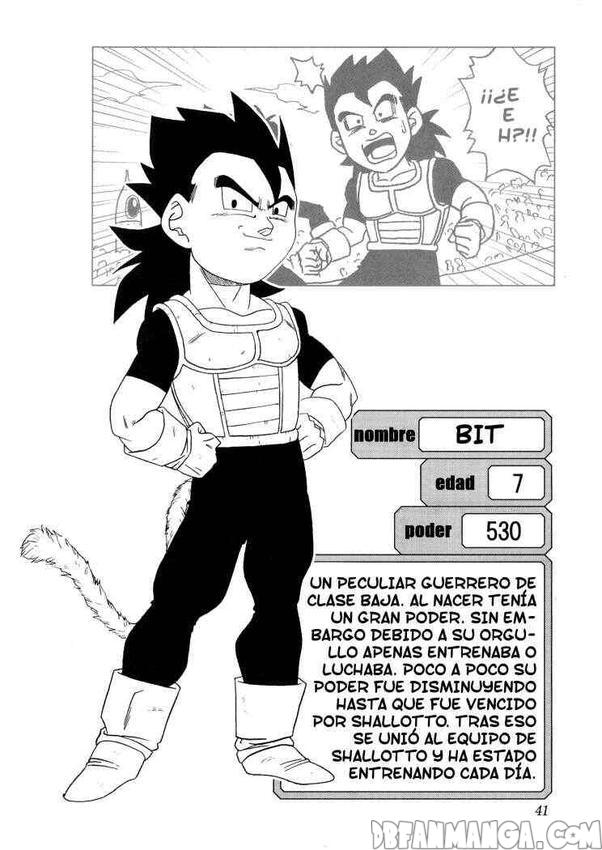 ¡¡¿E
E
H?!!
nombre BIT
edad 7
poder 530
UN PECULIAR GUERRERO DE
CLASE BAJA. AL NACER TENÍA
UN GRAN PODER. SIN EM-
BARGO DEBIDO A SU ORGU-
LLO APENAS ENTRENABA O
LUCHABA. POCO A POCO SU
PODER FUE DISMINUYENDO
HASTA QUE FUE VENCIDO
POR SHALLOTTO. TRAS ESO
SE UNIÓ AL EQUIPO DE
SHALLOTTO Y HA ESTADO
ENTRENANDO CADA DÍA.
41
DBFANMANGA.COM